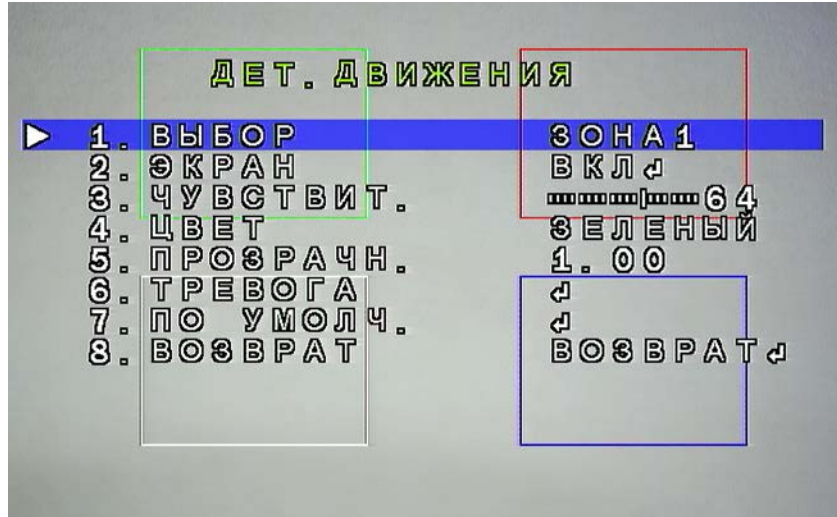 ДЕТ. ДВИЖЕНИЯ
1. ВЫБОР ЗОНА1
2. ЭКРАН ВКЛ↲
3. ЧУВСТВИТ. 64
4. ЦВЕТ ЗЕЛЕНЫЙ
5. ПРОЗРАЧН. 1.00
6. ТРЕВОГА ↲
7. ПО УМОЛЧ. ↲
8. ВОЗВРАТ ВОЗВРАТ↲